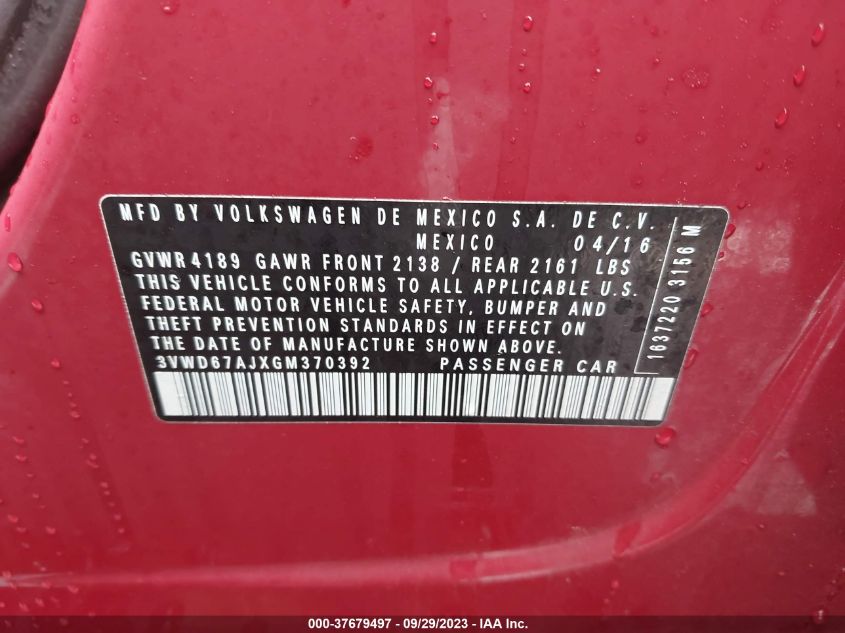 MFD BY VOLKSWAGEN DE MEXICO S.A. DE C.V.
MEXICO 04/16
GVWR 4189 GAWR FRONT 2138 / REAR 2161 LBS
THIS VEHICLE CONFORMS TO ALL APPLICABLE U.S.
FEDERAL MOTOR VEHICLE SAFETY, BUMPER AND
THEFT PREVENTION STANDARDS IN EFFECT ON
THE DATE OF MANUFACTURE SHOWN ABOVE.
3VWD67AJXGM370392 PASSENGER CAR
1637220 3156 M
000-37679497 - 09/29/2023 - IAA Inc.